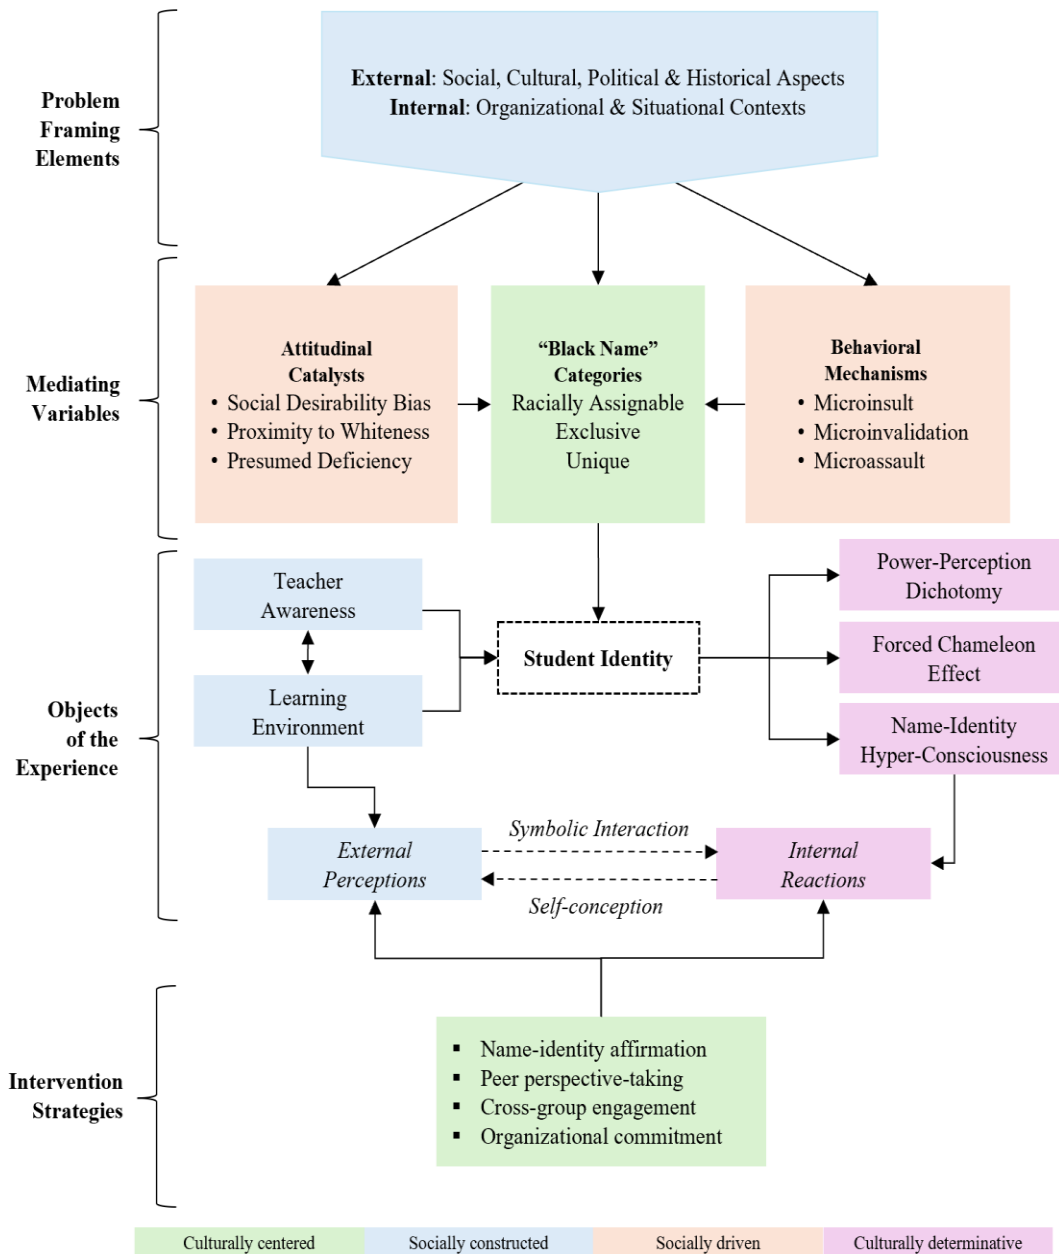 Problem
Framing
Elements
External: Social, Cultural, Political & Historical Aspects
Internal: Organizational & Situational Contexts
Mediating
Variables
Attitudinal
Catalysts
• Social Desirability Bias
• Proximity to Whiteness
• Presumed Deficiency
“Black Name”
Categories
Racially Assignable
Exclusive
Unique
Behavioral
Mechanisms
• Microinsult
• Microinvalidation
• Microassault
Objects
of the
Experience
Teacher
Awareness
Learning
Environment
Student Identity
Power-Perception
Dichotomy
Forced Chameleon
Effect
Name-Identity
Hyper-Consciousness
External
Perceptions
Symbolic Interaction
Self-conception
Internal
Reactions
Intervention
Strategies
▪ Name-identity affirmation
▪ Peer perspective-taking
▪ Cross-group engagement
▪ Organizational commitment
Culturally centered
Socially constructed
Socially driven
Culturally determinative